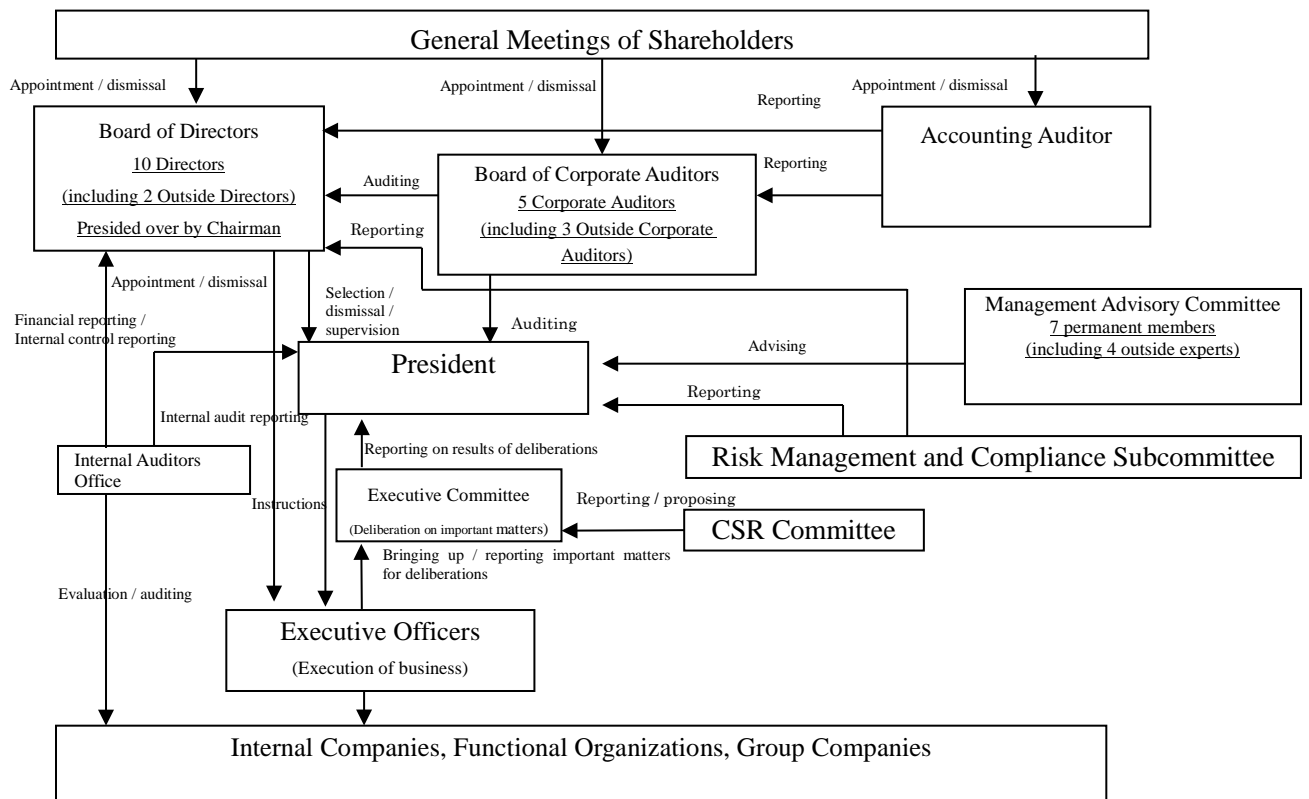 General Meetings of Shareholders
Appointment / dismissal
Appointment / dismissal
Appointment / dismissal
Reporting
Board of Directors
10 Directors
(including 2 Outside Directors)
Presided over by Chairman
Accounting Auditor
Auditing
Board of Corporate Auditors
5 Corporate Auditors
(including 3 Outside Corporate
Auditors)
Reporting
Reporting
Appointment / dismissal
Financial reporting /
Internal control reporting
Selection /
dismissal /
supervision
Auditing
Management Advisory Committee
7 permanent members
(including 4 outside experts)
President
Advising
Reporting
Internal audit reporting
Internal Auditors
Office
Reporting on results of deliberations
Risk Management and Compliance Subcommittee
Instructions
Executive Committee
(Deliberation on important matters)
Reporting / proposing
CSR Committee
Bringing up / reporting important matters
for deliberations
Evaluation / auditing
Executive Officers
(Execution of business)
Internal Companies, Functional Organizations, Group Companies